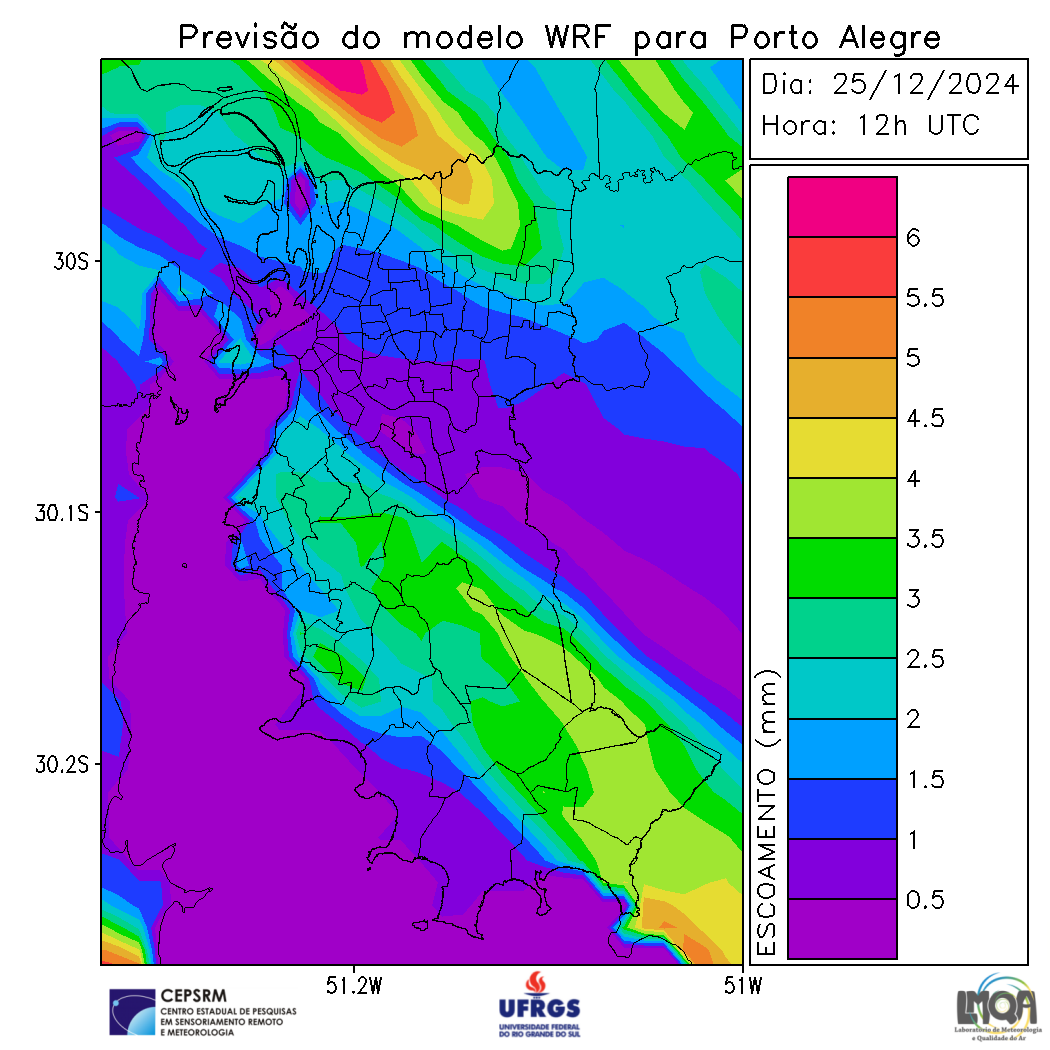 Previsão do modelo WRF para Porto Alegre
Dia: 25/12/2024
Hora: 12h UTC
30S
30.1S
30.2S
51.2W
51W
6
5.5
5
4.5
4
3.5
3
2.5
2
1.5
1
0.5
ESCOAMENTO (mm)
CEPSRM
CENTRO ESTADUAL DE PESQUISAS
EM SENSORIAMENTO REMOTO
E METEOROLOGIA
UFRGS
UNIVERSIDADE FEDERAL
DO RIO GRANDE DO SUL
LMQA
Laboratório de Meteorologia
e Qualidade do Ar